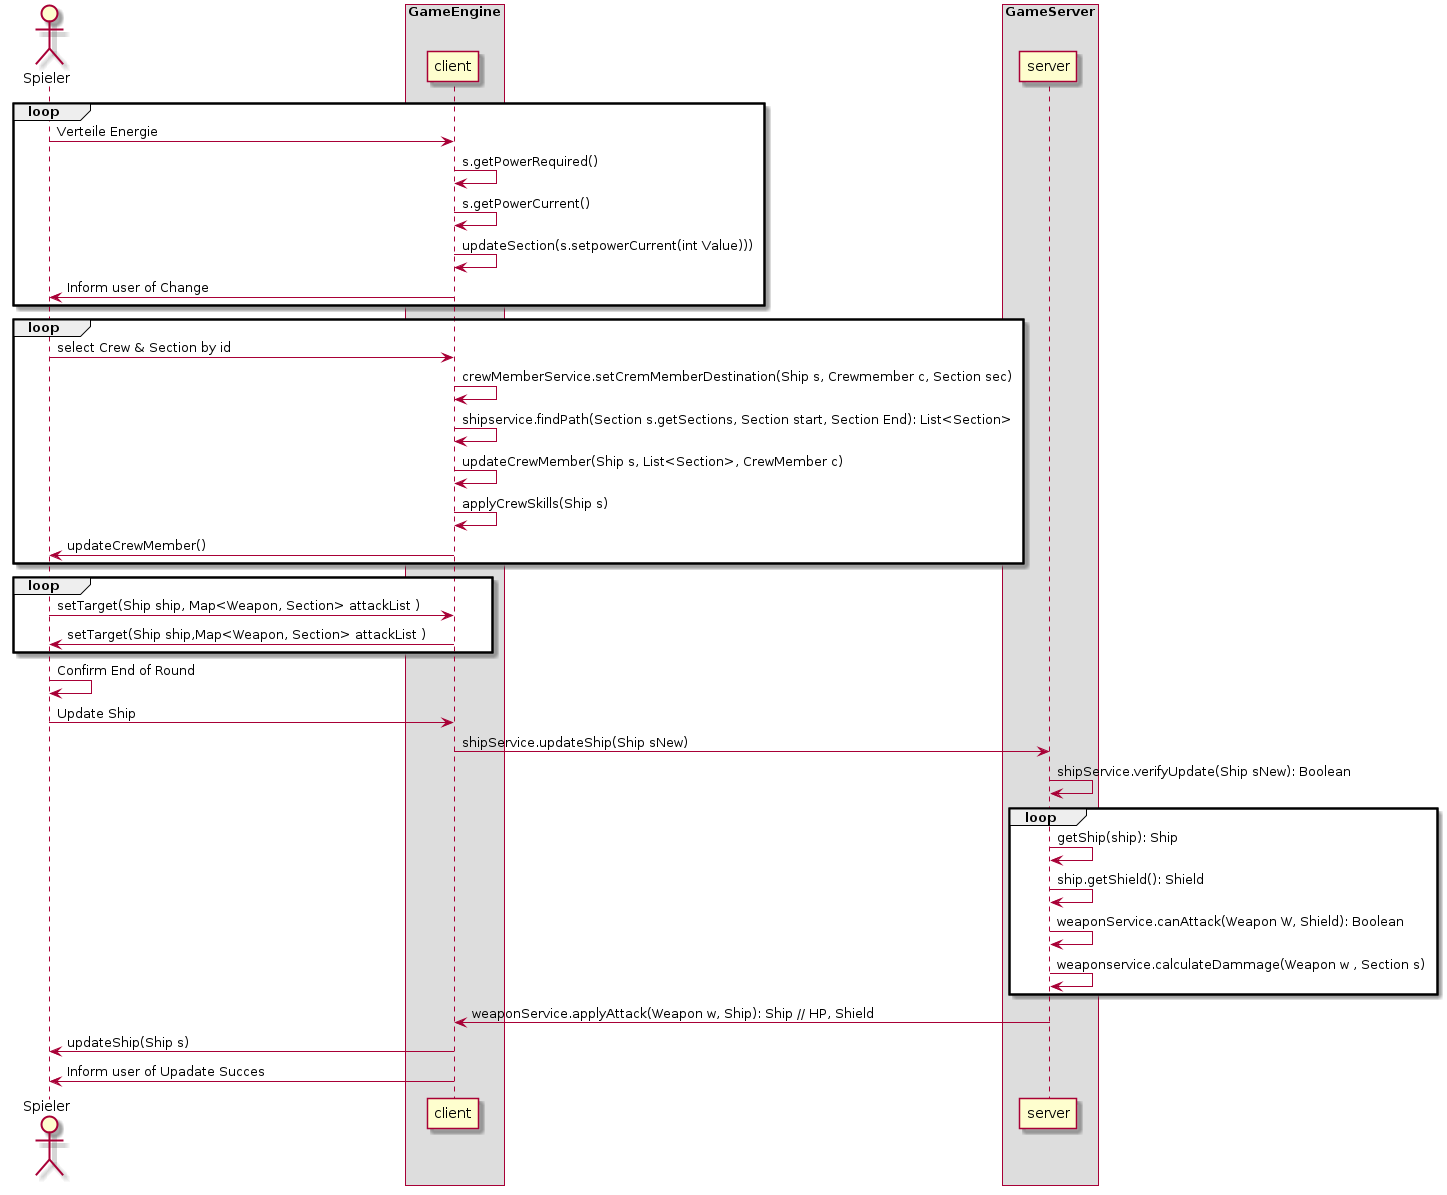 GameEngine
GameServer
Spieler
client
server
loop
Verteile Energie
s.getPowerRequired()
s.getPowerCurrent()
updateSection(s.setpowerCurrent(int Value)))
Inform user of Change
loop
select Crew & Section by id
crewMemberService.setCremMemberDestination(Ship s, Crewmember c, Section sec)
shipservice.findPath(Section s.getSections, Section start, Section End): List<Section>
updateCrewMember(Ship s, List<Section>, CrewMember c)
applyCrewSkills(Ship s)
updateCrewMember()
loop
setTarget(Ship ship, Map<Weapon, Section> attackList )
setTarget(Ship ship,Map<Weapon, Section> attackList )
Confirm End of Round
Update Ship
shipService.updateShip(Ship sNew)
shipService.verifyUpdate(Ship sNew): Boolean
loop
getShip(ship): Ship
ship.getShield(): Shield
weaponService.canAttack(Weapon W, Shield): Boolean
weaponservice.calculateDammage(Weapon w , Section s)
weaponService.applyAttack(Weapon w, Ship): Ship // HP, Shield
updateShip(Ship s)
Inform user of Upadate Succes
Spieler
client
server